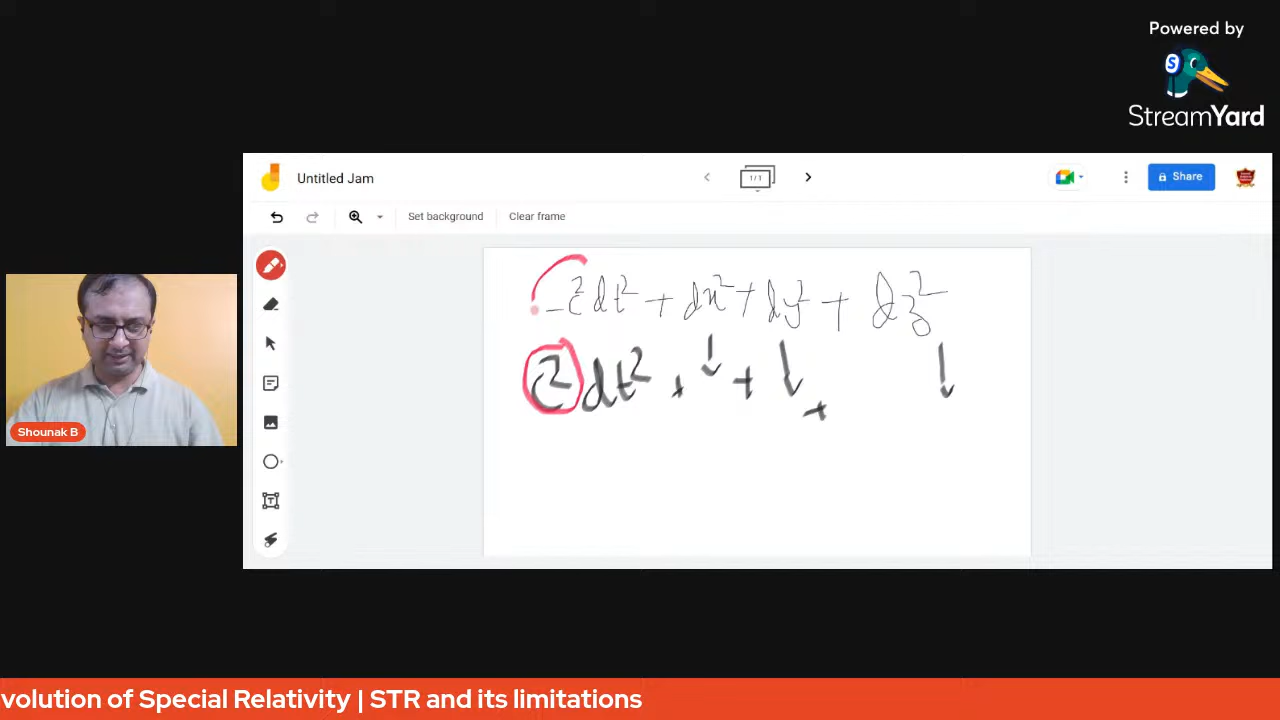 Powered by
StreamYard
Untitled Jam
1 / 1
Share
Set background
Clear frame
-c²dt² + dx² + dy² + dz²
c² dt² + ↓ + ↓ + ↓
Shounak B
volution of Special Relativity | STR and its limitations